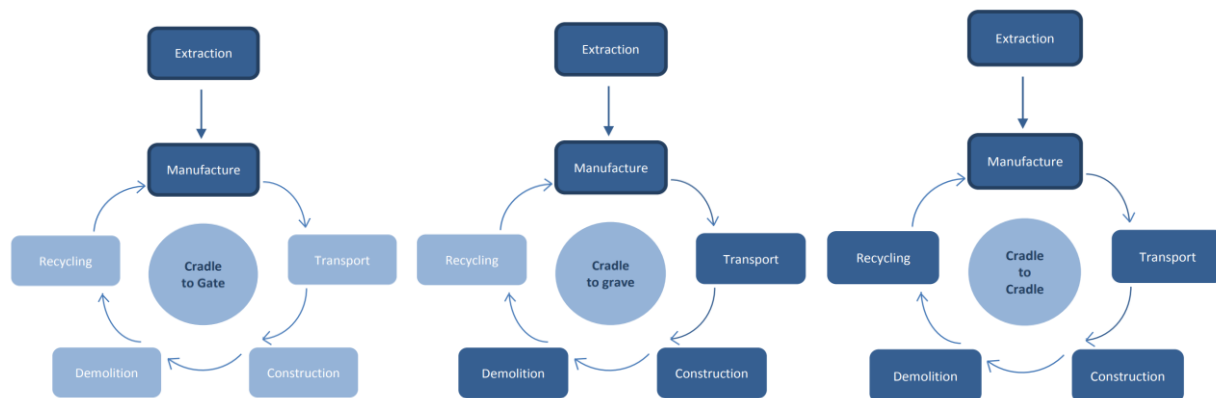 Extraction
Manufacture
Recycling
Cradle
to Gate
Transport
Demolition
Construction
Extraction
Manufacture
Recycling
Cradle
to grave
Transport
Demolition
Construction
Extraction
Manufacture
Recycling
Cradle
to
Cradle
Transport
Demolition
Construction